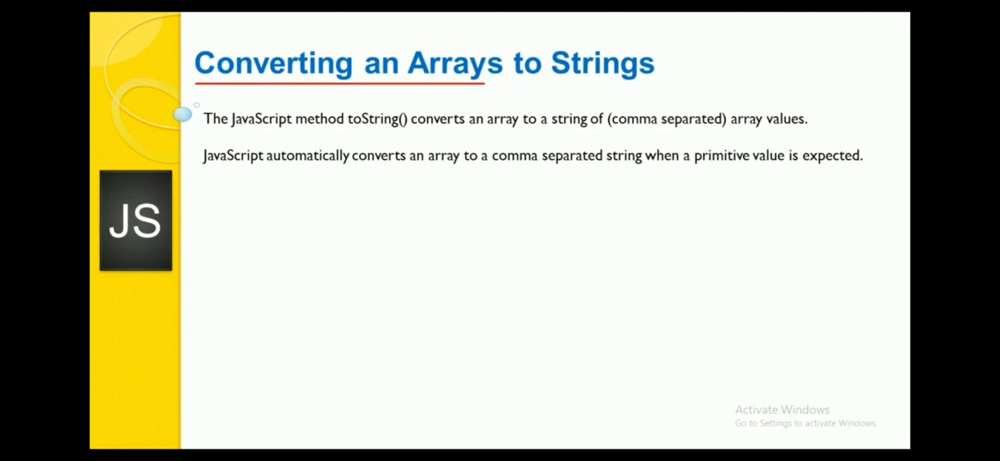 Converting an Arrays to Strings
The JavaScript method toString() converts an array to a string of (comma separated) array values.
JavaScript automatically converts an array to a comma separated string when a primitive value is expected.
JS
Activate Windows
Go to Settings to activate Windows.